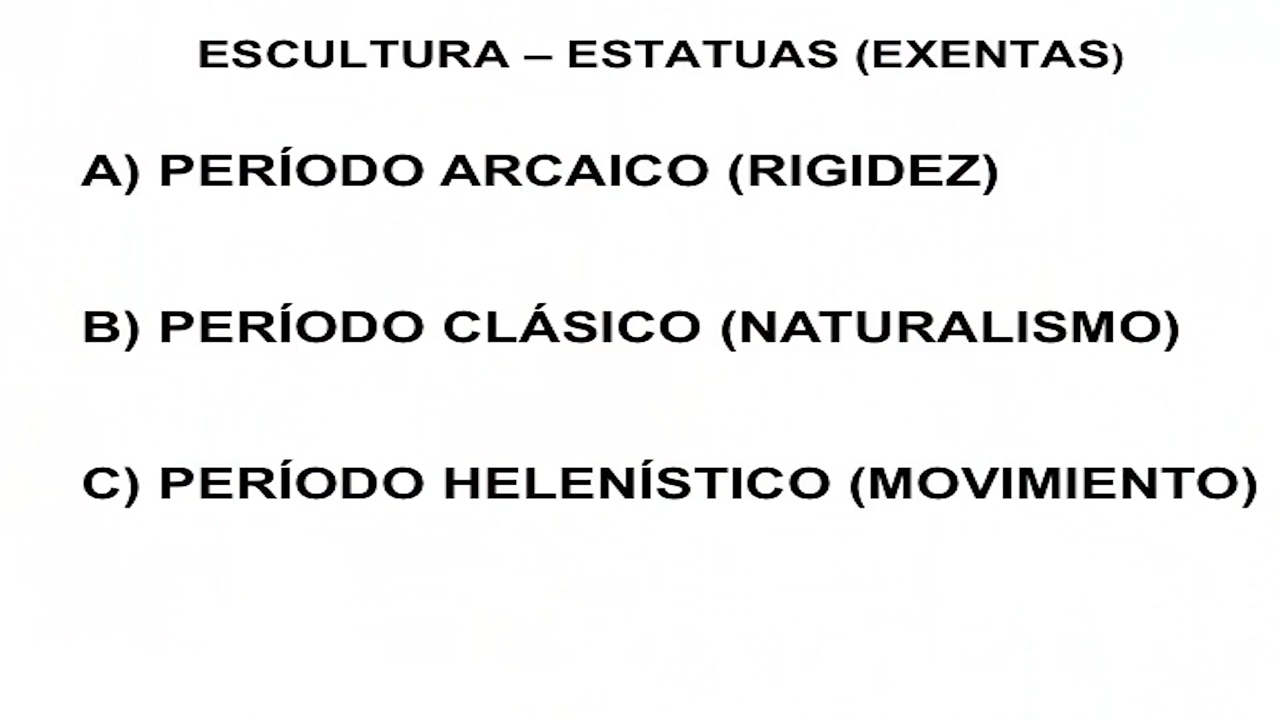 ESCULTURA – ESTATUAS (EXENTAS)
A) PERÍODO ARCAICO (RIGIDEZ)
B) PERÍODO CLÁSICO (NATURALISMO)
C) PERÍODO HELENÍSTICO (MOVIMIENTO)